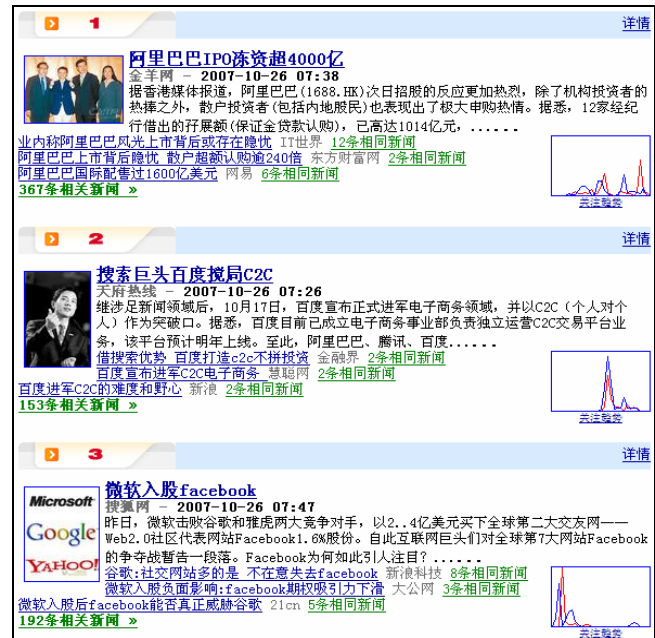 1 详情
阿里巴巴IPO冻资超4000亿
金羊网 - 2007-10-26 07:38
据香港媒体报道，阿里巴巴(1688.HK)次日招股的反应更加热烈，除了机构投资者的
热捧之外，散户投资者(包括内地股民)也表现出了极大申购热情。据悉，12家经纪
行借出的孖展额(保证金贷款认购)，已高达1014亿元，......
业内称阿里巴巴风光上市背后或存在隐忧 IT世界 12条相同新闻
阿里巴巴上市背后隐忧 散户超额认购逾240倍 东方财富网 2条相同新闻
阿里巴巴国际配售过1600亿美元 网易 6条相同新闻
367条相关新闻 »
关注趋势
2 详情
搜索巨头百度搅局C2C
天府热线 - 2007-10-26 07:26
继涉足新闻领域后，10月17日，百度宣布正式进军电子商务领域，并以C2C（个人对个
人）作为突破口。据悉，百度目前已成立电子商务事业部负责独立运营C2C交易平台业
务，该平台预计明年上线。至此，阿里巴巴、腾讯、百度......
借搜索优势 百度打造c2c不拼投资 金融界 2条相同新闻
百度宣布进军C2C电子商务 慧聪网 2条相同新闻
百度进军C2C的难度和野心 新浪 2条相同新闻
153条相关新闻 »
关注趋势
3 详情
Microsoft
Google
YAHOO!
微软入股facebook
搜狐网 - 2007-10-26 07:47
昨日，微软击败谷歌和雅虎两大竞争对手，以2..4亿美元买下全球第二大交友网——
Web2.0社区代表网站Facebook1.6%股份。自此互联网巨头们对全球第7大网站Facebook
的争夺战暂告一段落。Facebook为何如此引人注目？......
谷歌:社交网站多的是 不在意失去facebook 新浪科技 8条相同新闻
微软入股负面影响:facebook期权吸引力下滑 大公网 3条相同新闻
微软入股后facebook能否真正威胁谷歌 21cn 5条相同新闻
192条相关新闻 »
关注趋势